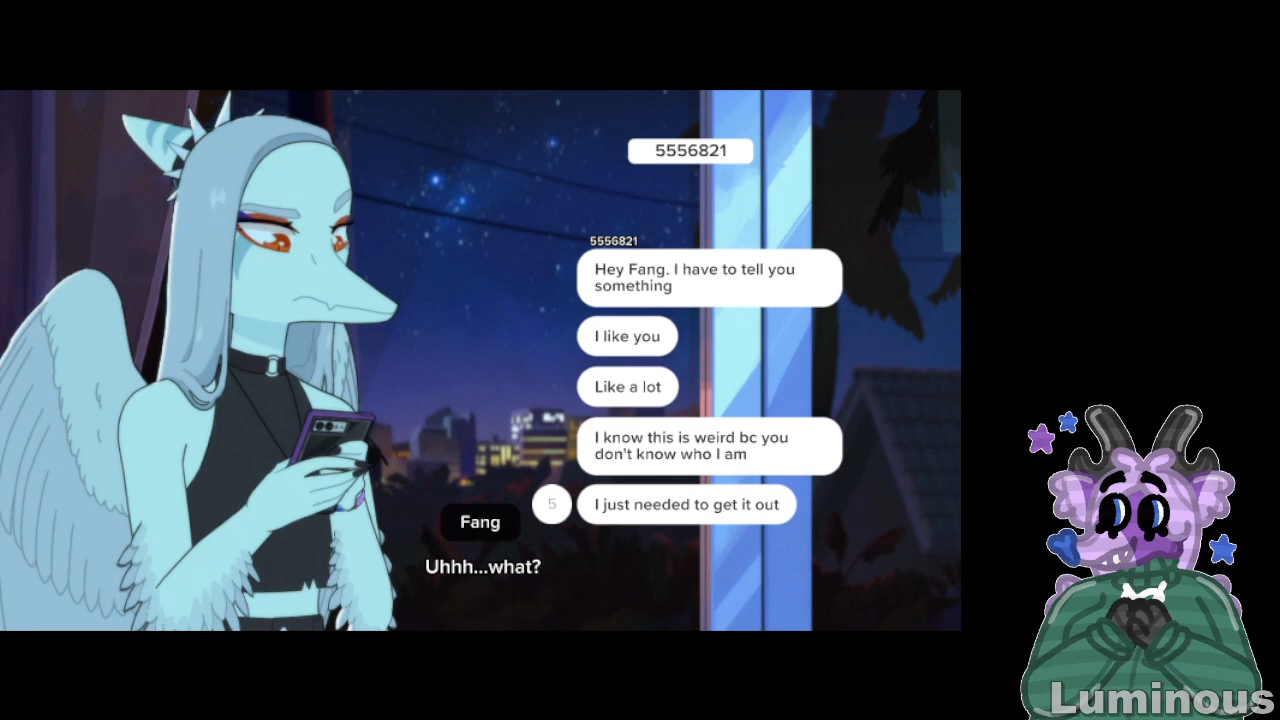 5556821
5556821
Hey Fang. I have to tell you
something
I like you
Like a lot
I know this is weird bc you
don't know who I am
5
I just needed to get it out
Fang
Uhhh...what?
Luminous